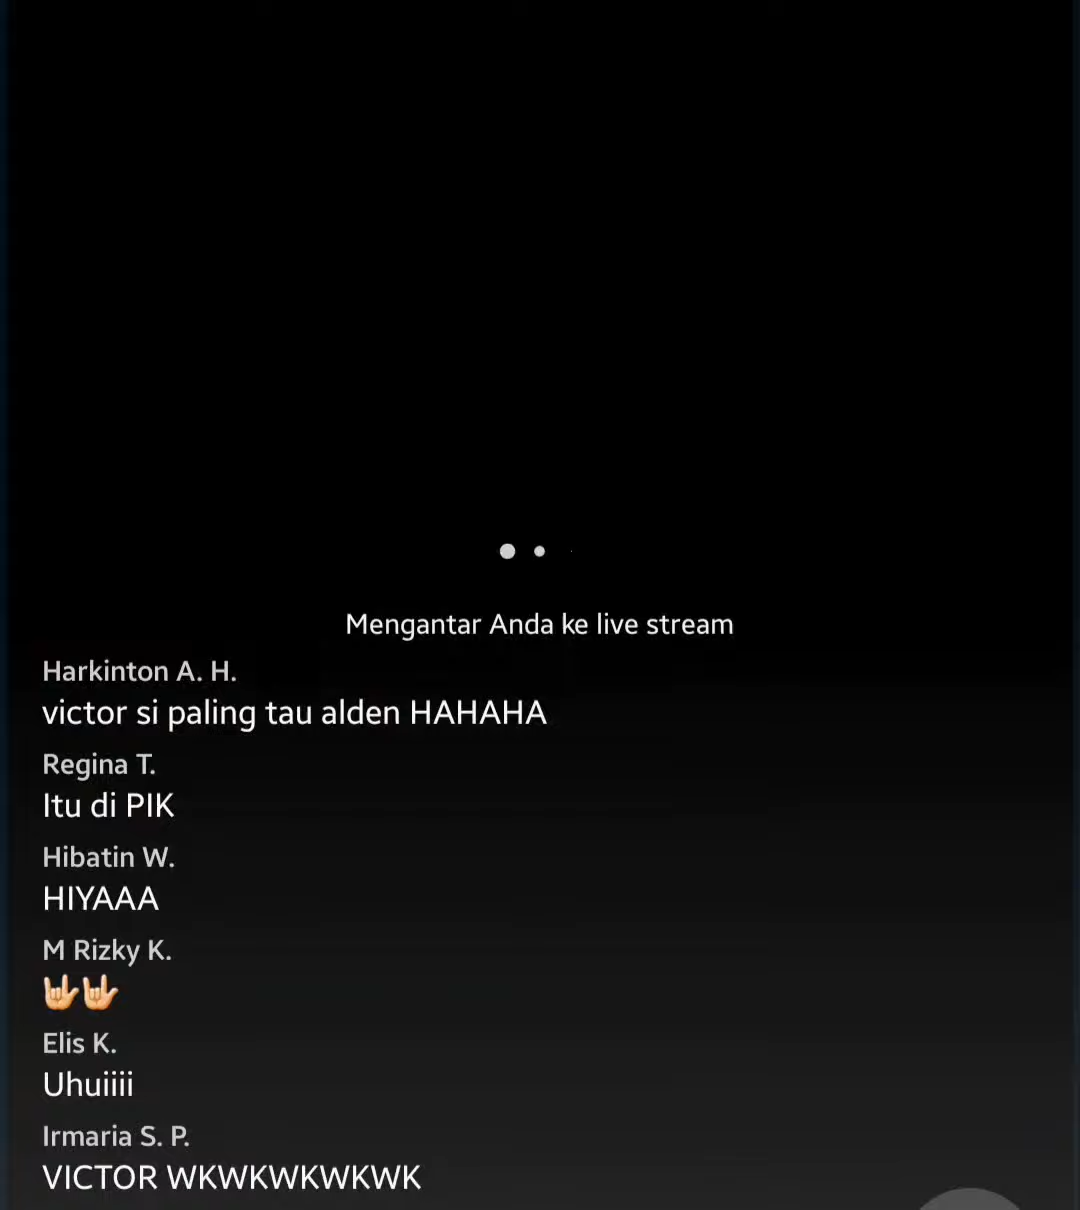 Mengantar Anda ke live stream
Harkinton A. H.
victor si paling tau alden HAHAHA
Regina T.
Itu di PIK
Hibatin W.
HIYAAA
M Rizky K.
🤟🏻🤟🏻
Elis K.
Uhuiiii
Irmaria S. P.
VICTOR WKWKWKWKWK